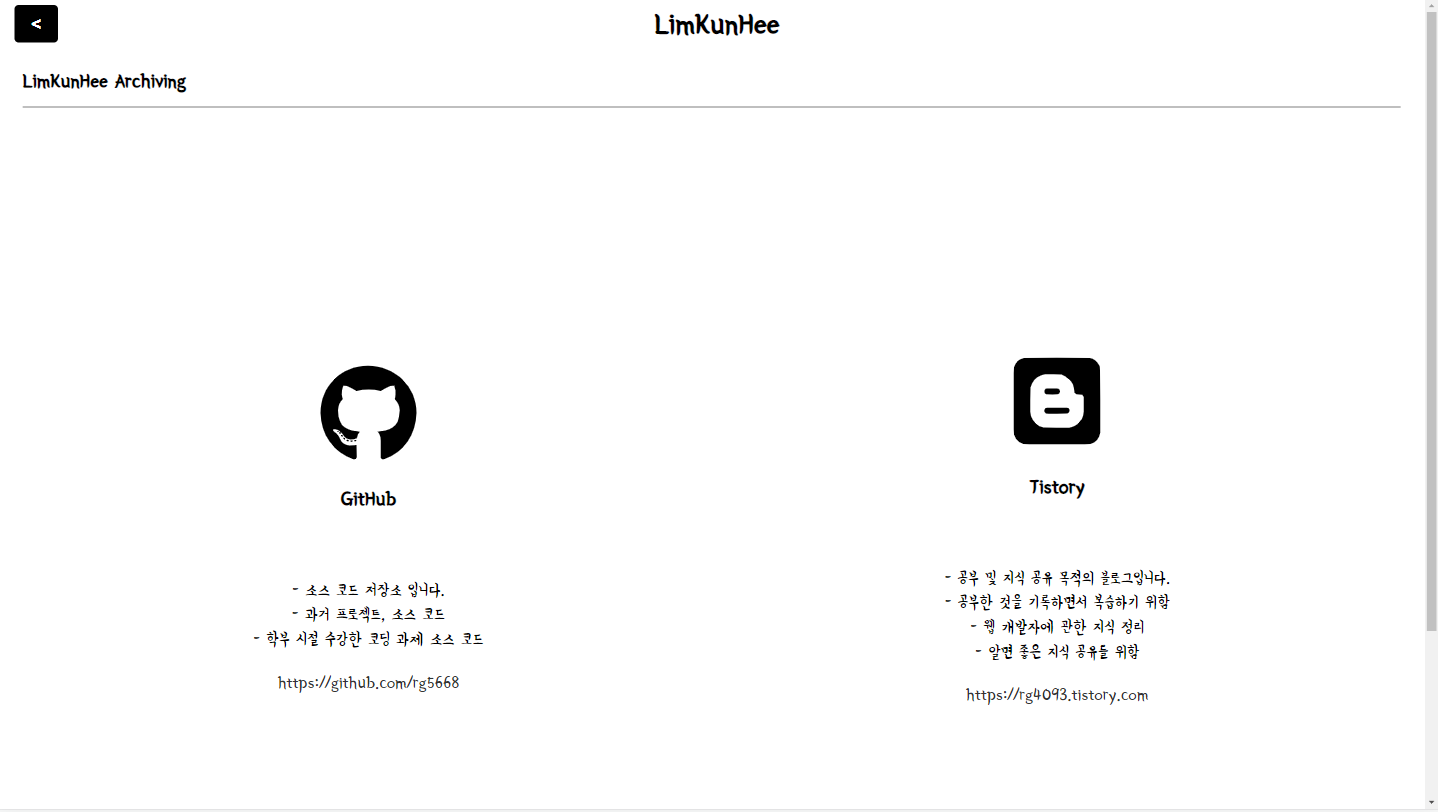 <
LimKunHee
LimKunHee Archiving
GitHub
- 소스 코드 저장소 입니다.
- 과거 프로젝트, 소스 코드
- 학부 시절 수강한 코딩 과제 소스 코드
https://github.com/rg5668
Tistory
- 공부 및 지식 공유 목적의 블로그입니다.
- 공부한 것을 기록하면서 복습하기 위함
- 웹 개발자에 관한 지식 정리
- 알면 좋은 지식 공유들 위함
https://rg4093.tistory.com